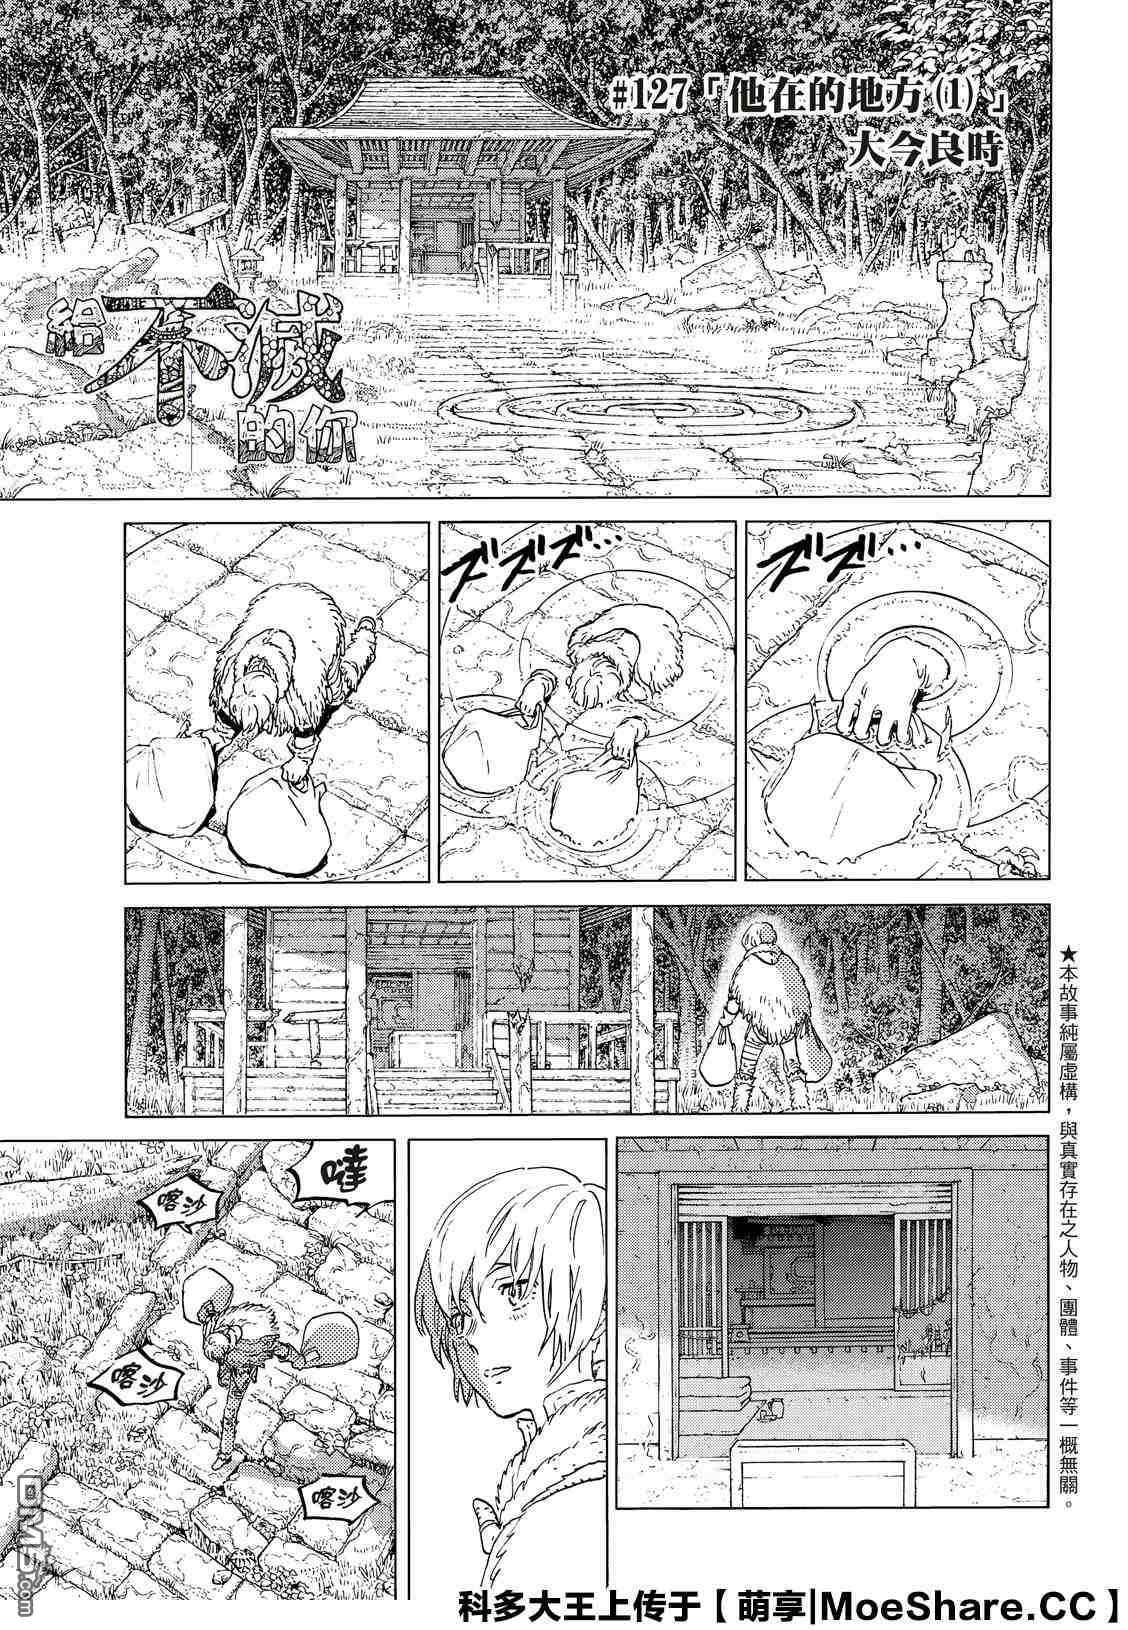 #127「他在的地方(1)」
大今良時
給不滅的你
ズズ…
ズズズ…
★本故事純屬虛構，與真實存在之人物、團體、事件等一概無關。
噠
喀沙
喀沙
喀沙
DM5.com
科多大王上传于【萌享|MoeShare.CC】